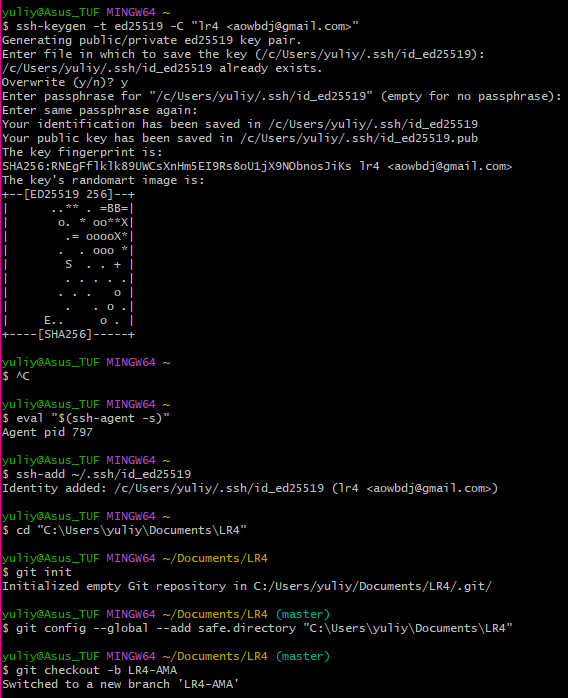 yuliy@Asus_TUF MINGW64 ~
$ ssh-keygen -t ed25519 -C "lr4 <aowbdj@gmail.com>"
Generating public/private ed25519 key pair.
Enter file in which to save the key (/c/Users/yuliy/.ssh/id_ed25519):
/c/Users/yuliy/.ssh/id_ed25519 already exists.
Overwrite (y/n)? y
Enter passphrase for "/c/Users/yuliy/.ssh/id_ed25519" (empty for no passphrase):
Enter same passphrase again:
Your identification has been saved in /c/Users/yuliy/.ssh/id_ed25519
Your public key has been saved in /c/Users/yuliy/.ssh/id_ed25519.pub
The key fingerprint is:
SHA256:RNEgFflklk89UWCsXnHm5EI9Rs8oU1jX9NObnosJiKs lr4 <aowbdj@gmail.com>
The key's randomart image is:
+--[ED25519 256]--+
|      ..** . =BB=|
|       o. * oo**X|
|        .= ooooX*|
|       .  . ooo *|
|        S  . . + |
|        . . . . .|
|       . . .   o |
|        .   . o .|
|     E..     o . |
+----[SHA256]-----+
yuliy@Asus_TUF MINGW64 ~
$ ^C
yuliy@Asus_TUF MINGW64 ~
$ eval "$(ssh-agent -s)"
Agent pid 797
yuliy@Asus_TUF MINGW64 ~
$ ssh-add ~/.ssh/id_ed25519
Identity added: /c/Users/yuliy/.ssh/id_ed25519 (lr4 <aowbdj@gmail.com>)
yuliy@Asus_TUF MINGW64 ~
$ cd "C:\Users\yuliy\Documents\LR4"
yuliy@Asus_TUF MINGW64 ~/Documents/LR4
$ git init
Initialized empty Git repository in C:/Users/yuliy/Documents/LR4/.git/
yuliy@Asus_TUF MINGW64 ~/Documents/LR4 (master)
$ git config --global --add safe.directory "C:\Users\yuliy\Documents\LR4"
yuliy@Asus_TUF MINGW64 ~/Documents/LR4 (master)
$ git checkout -b LR4-AMA
Switched to a new branch 'LR4-AMA'